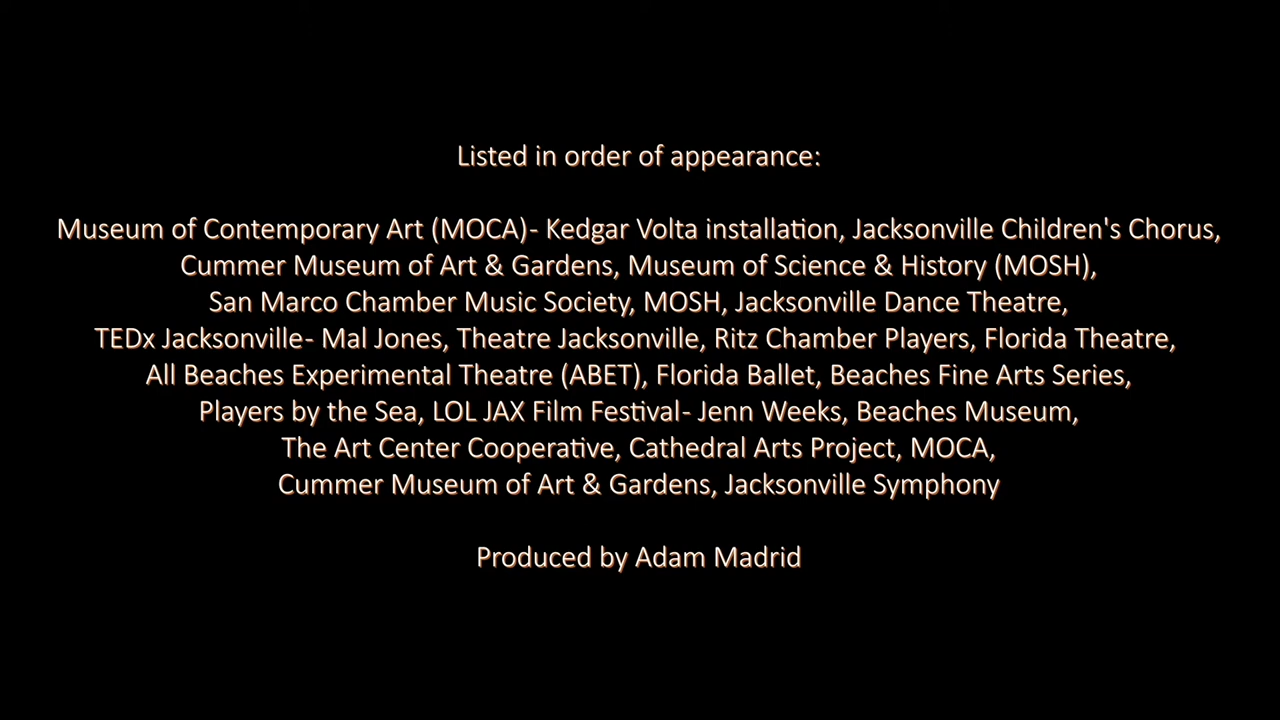 Listed in order of appearance:
Museum of Contemporary Art (MOCA)- Kedgar Volta installation, Jacksonville Children's Chorus,
Cummer Museum of Art & Gardens, Museum of Science & History (MOSH),
San Marco Chamber Music Society, MOSH, Jacksonville Dance Theatre,
TEDx Jacksonville- Mal Jones, Theatre Jacksonville, Ritz Chamber Players, Florida Theatre,
All Beaches Experimental Theatre (ABET), Florida Ballet, Beaches Fine Arts Series,
Players by the Sea, LOL JAX Film Festival- Jenn Weeks, Beaches Museum,
The Art Center Cooperative, Cathedral Arts Project, MOCA,
Cummer Museum of Art & Gardens, Jacksonville Symphony
Produced by Adam Madrid